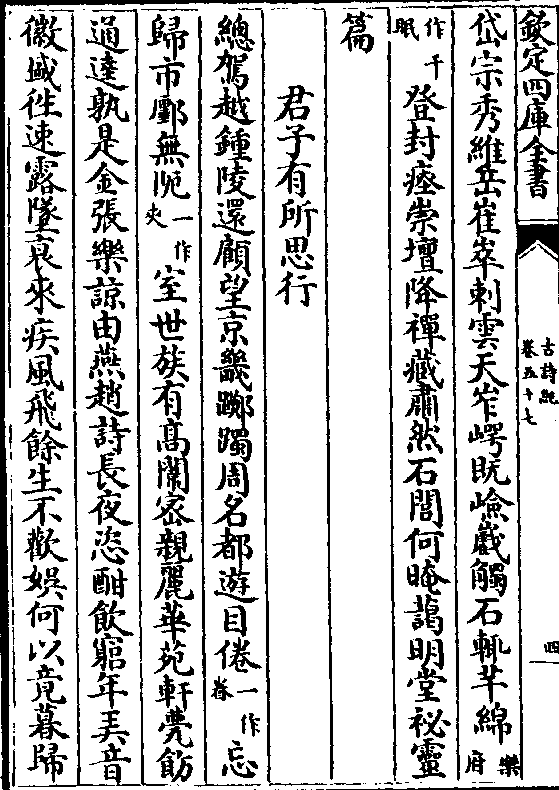 欽定四庫全書
古詩紀
卷五十七
四
岱宗秀維岳崔崒刺雲天岝崿既嶮巘觸石輒芊綿樂府
作千眠登封瘞崇壇降禪藏肅然石閭何晻藹明堂祕靈
篇
君子有所思行
總駕越鍾陵還顧望京畿躑躅周名都遊目倦一作眷忘
歸市鄽無阨一作夾室世族有高闈密親麗華苑軒甍飭
通逵孰是金張樂諒由燕趙詩長夜恣酣飲窮年弄音
徽盛徃速露墜衰來疾風飛餘生不歡娛何以竟暮歸